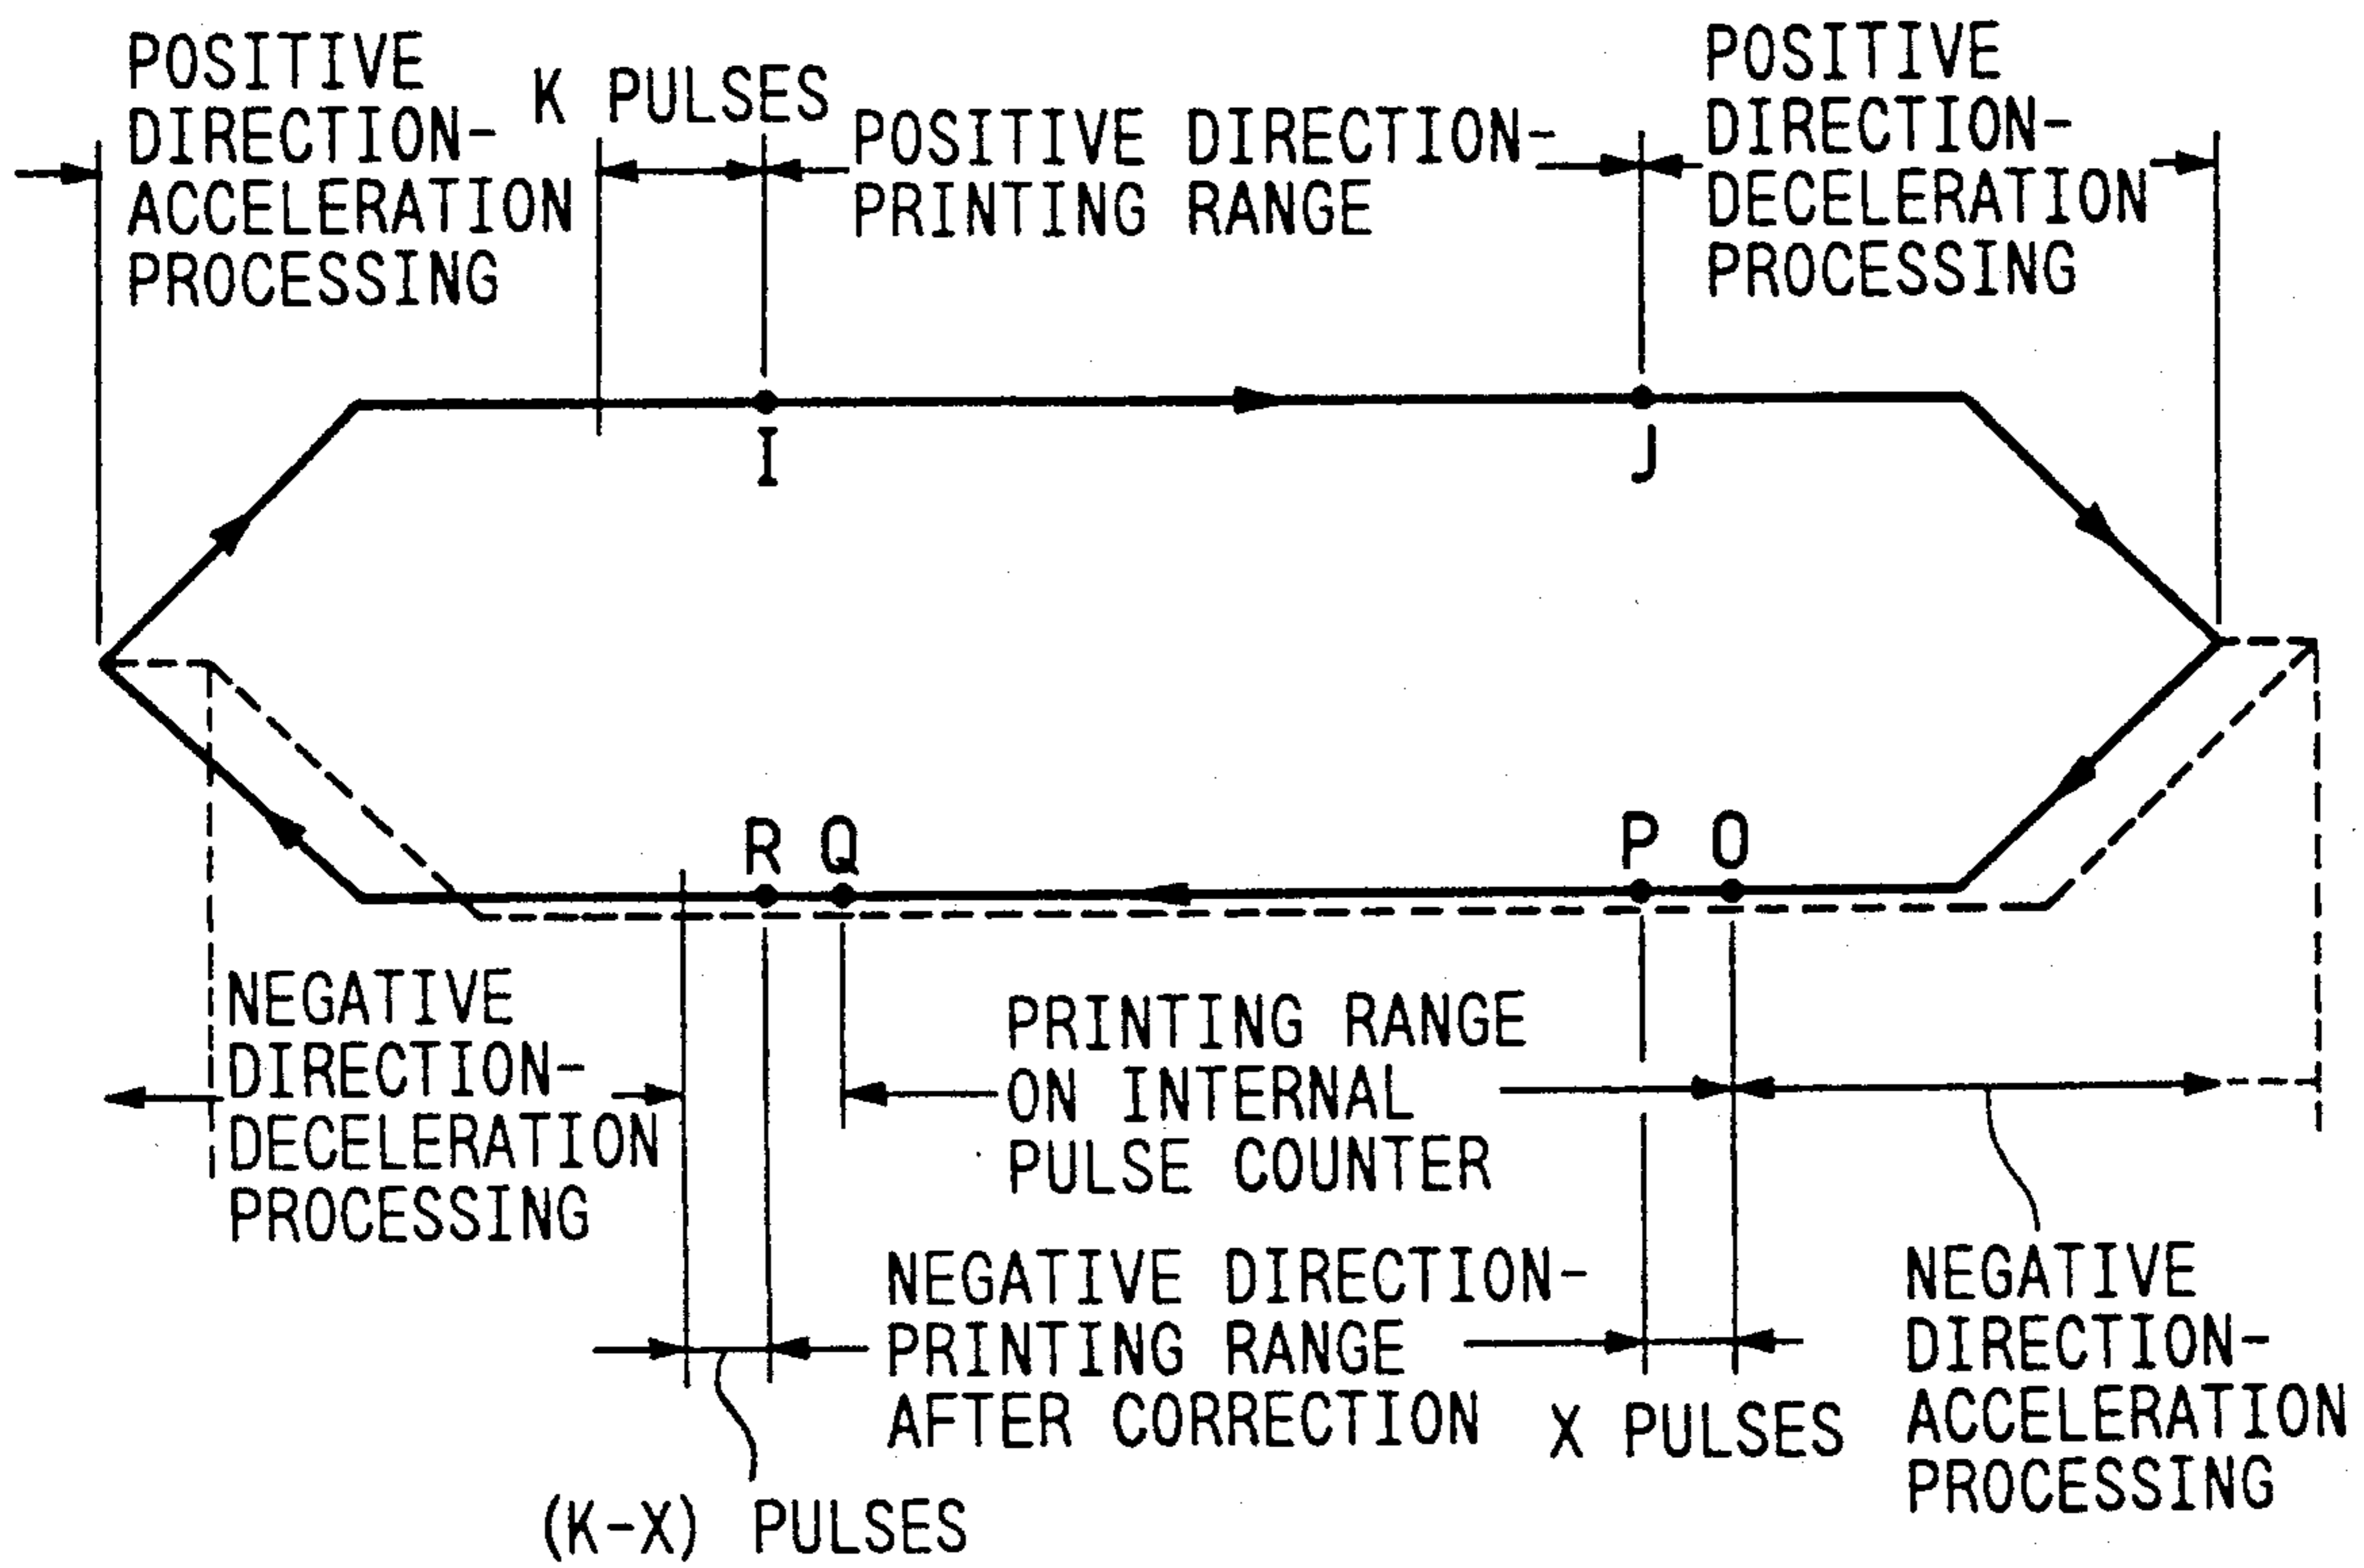 POSITIVE
DIRECTION-
ACCELERATION
PROCESSING
K PULSES
POSITIVE DIRECTION-
PRINTING RANGE
POSITIVE
DIRECTION-
DECELERATION
PROCESSING
I
J
R
Q
P
O
NEGATIVE
DIRECTION-
DECELERATION
PROCESSING
PRINTING RANGE
ON INTERNAL
PULSE COUNTER
NEGATIVE DIRECTION-
PRINTING RANGE
AFTER CORRECTION
X PULSES
NEGATIVE
DIRECTION-
ACCELERATION
PROCESSING
(K-X) PULSES